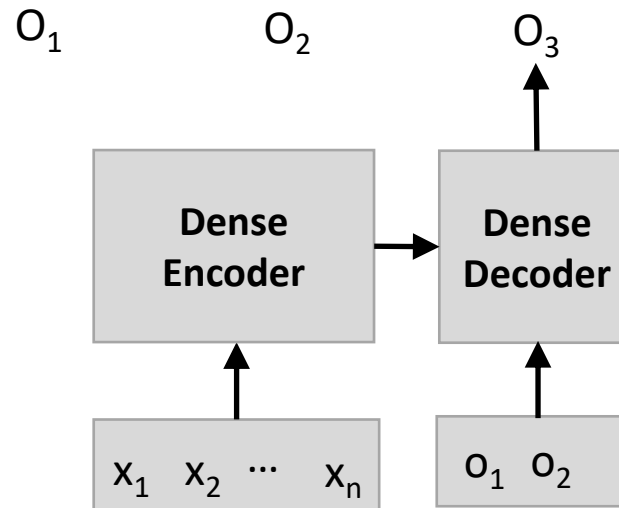 O₁ O₂ O₃
Dense Encoder
Dense Decoder
x₁ x₂ ... xₙ
o₁ o₂